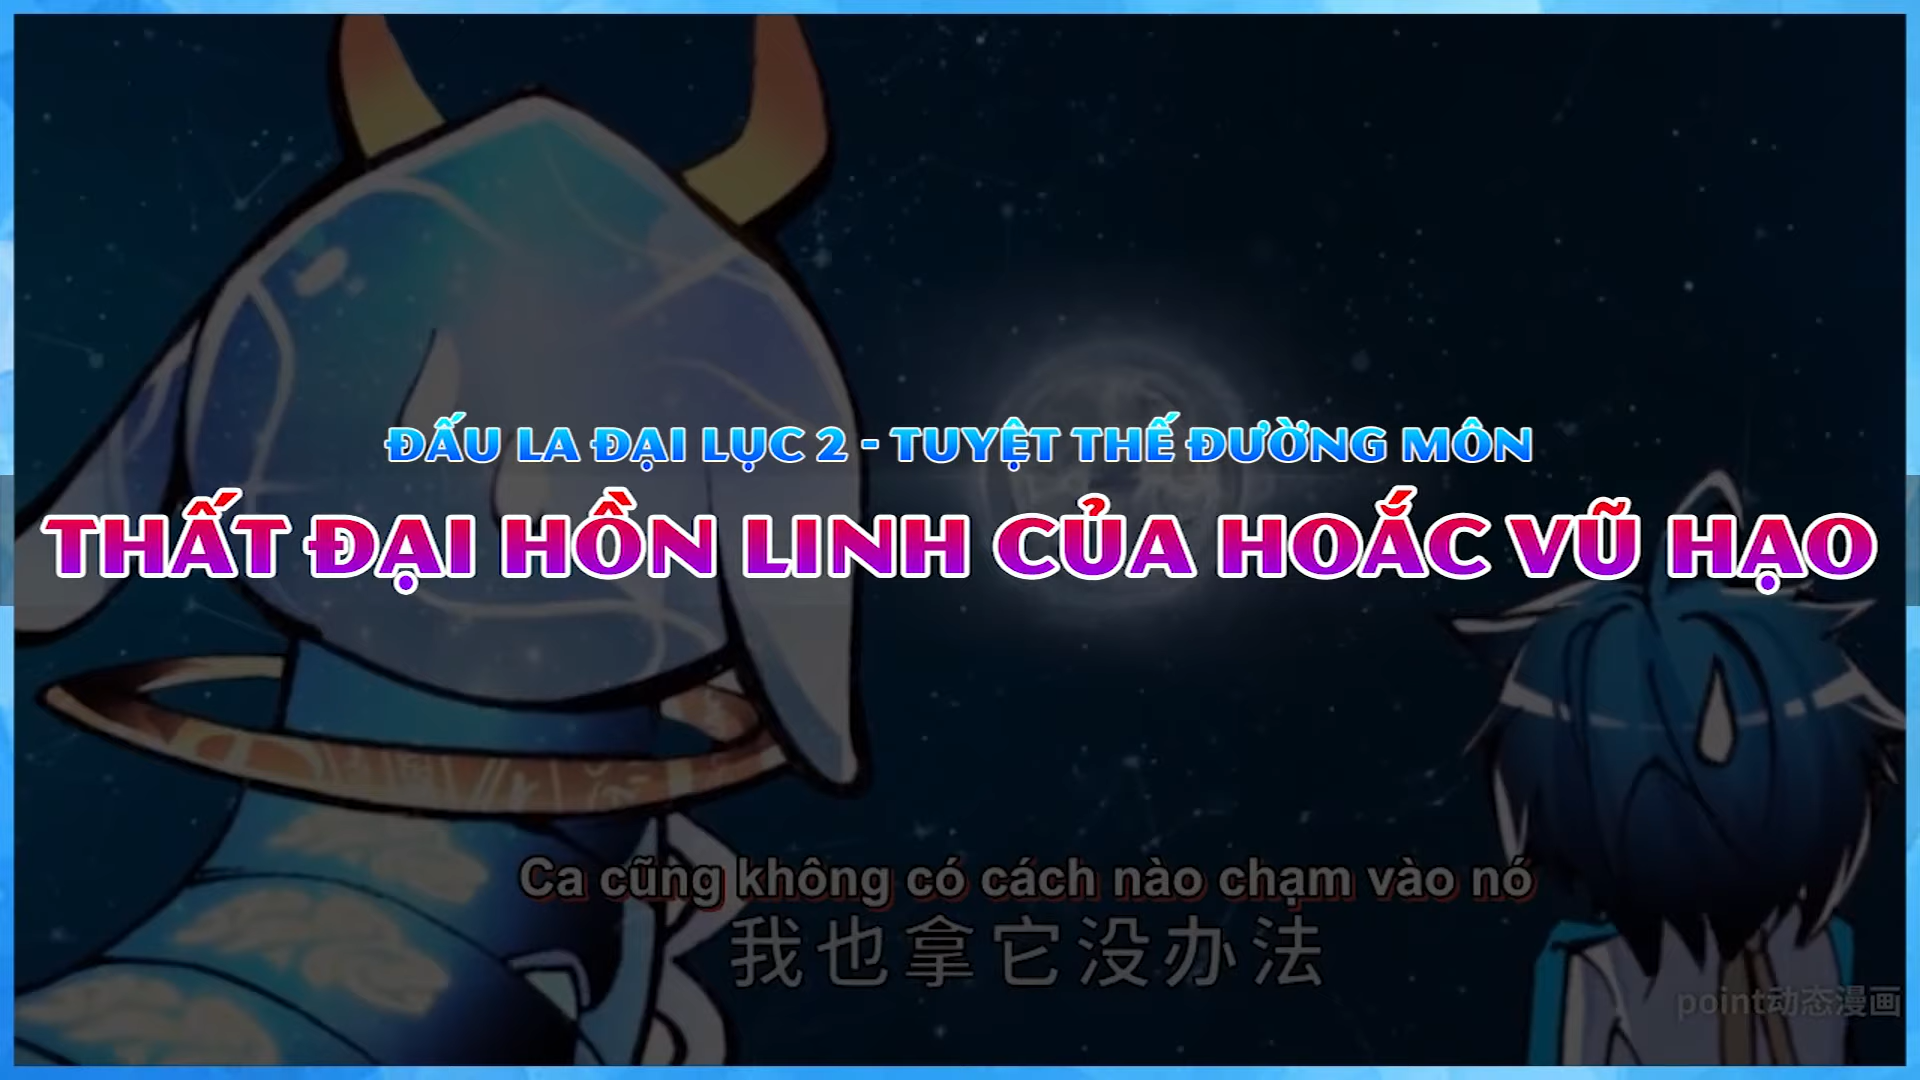 ĐẤU LA ĐẠI LỤC 2 - TUYỆT THẾ ĐƯỜNG MÔN
THẤT ĐẠI HỒN LINH CỦA HOẮC VŨ HẠO
Ca cũng không có cách nào chạm vào nó
我也拿它没办法
point动态漫画